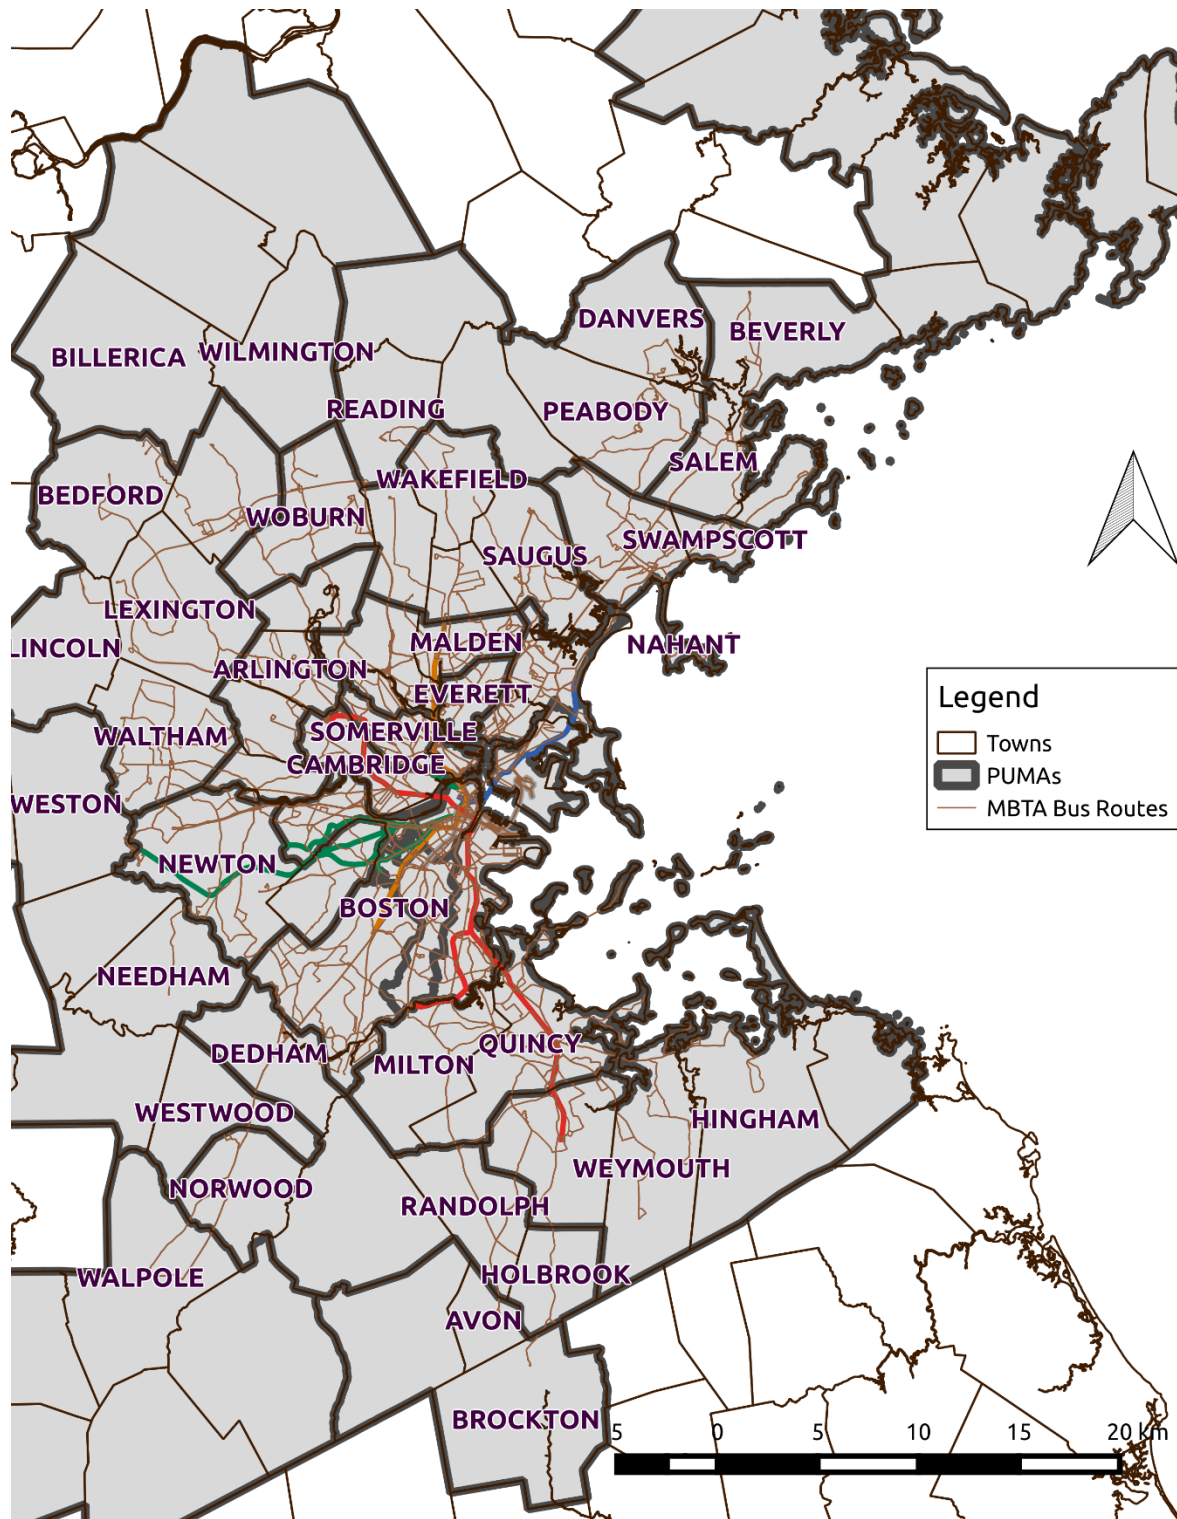 DANVERS
BEVERLY
BILLERICA
WILMINGTON
READING
PEABODY
SALEM
WAKEFIELD
BEDFORD
WOBURN
SWAMPSCOTT
SAUGUS
LEXINGTON
LINCOLN
MALDEN
NAHANT
ARLINGTON
EVERETT
SOMERVILLE
WALTHAM
CAMBRIDGE
WESTON
NEWTON
BOSTON
NEEDHAM
DEDHAM
QUINCY
MILTON
WESTWOOD
HINGHAM
WEYMOUTH
NORWOOD
RANDOLPH
WALPOLE
HOLBROOK
AVON
BROCKTON
Legend
Towns
PUMAs
MBTA Bus Routes
5 0 5 10 15 20 km